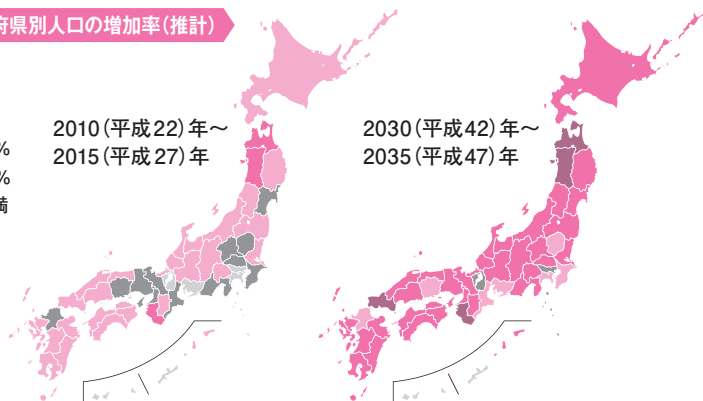 府県別人口の増加率(推計)
%
%
満
2010(平成22)年～
2015(平成27)年
2030(平成42)年～
2035(平成47)年